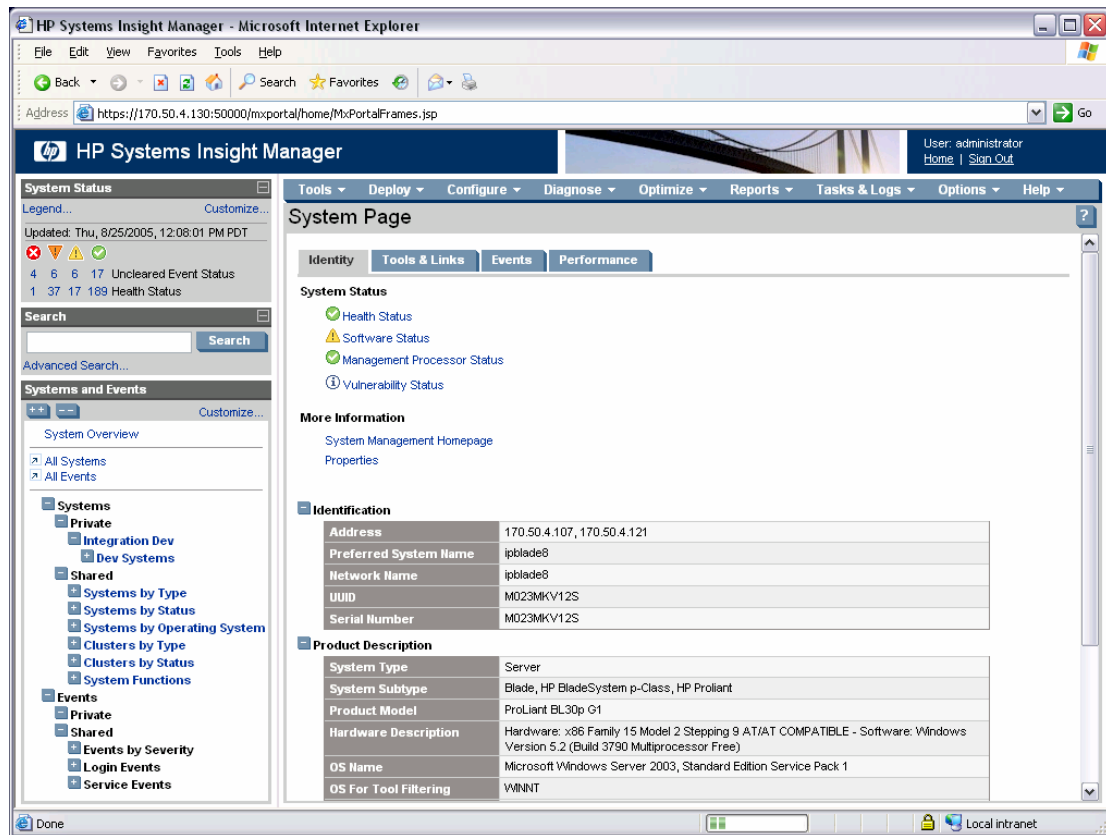 HP Systems Insight Manager - Microsoft Internet Explorer
File Edit View Favorites Tools Help
Back Search Favorites
Address https://170.50.4.130:50000/mxportal/home/MxPortalFrames.jsp Go
hp HP Systems Insight Manager
User: administrator
Home | Sign Out
System Status
Legend... Customize...
Updated: Thu, 8/25/2005, 12:08:01 PM PDT
4 6 6 17 Uncleared Event Status
1 37 17 189 Health Status
Search
Search
Advanced Search...
Systems and Events
Customize...
System Overview
All Systems
All Events
Systems
Private
Integration Dev
Dev Systems
Shared
Systems by Type
Systems by Status
Systems by Operating System
Clusters by Type
Clusters by Status
System Functions
Events
Private
Shared
Events by Severity
Login Events
Service Events
Tools Deploy Configure Diagnose Optimize Reports Tasks & Logs Options Help
System Page ?
Identity Tools & Links Events Performance
System Status
Health Status
Software Status
Management Processor Status
Vulnerability Status
More Information
System Management Homepage
Properties
Identification
Address 170.50.4.107, 170.50.4.121
Preferred System Name ipblade8
Network Name ipblade8
UUID M023MKV12S
Serial Number M023MKV12S
Product Description
System Type Server
System Subtype Blade, HP BladeSystem p-Class, HP Proliant
Product Model ProLiant BL30p G1
Hardware Description Hardware: x86 Family 15 Model 2 Stepping 9 AT/AT COMPATIBLE - Software: Windows
Version 5.2 (Build 3790 Multiprocessor Free)
OS Name Microsoft Windows Server 2003, Standard Edition Service Pack 1
OS For Tool Filtering WINNT
Done Local intranet